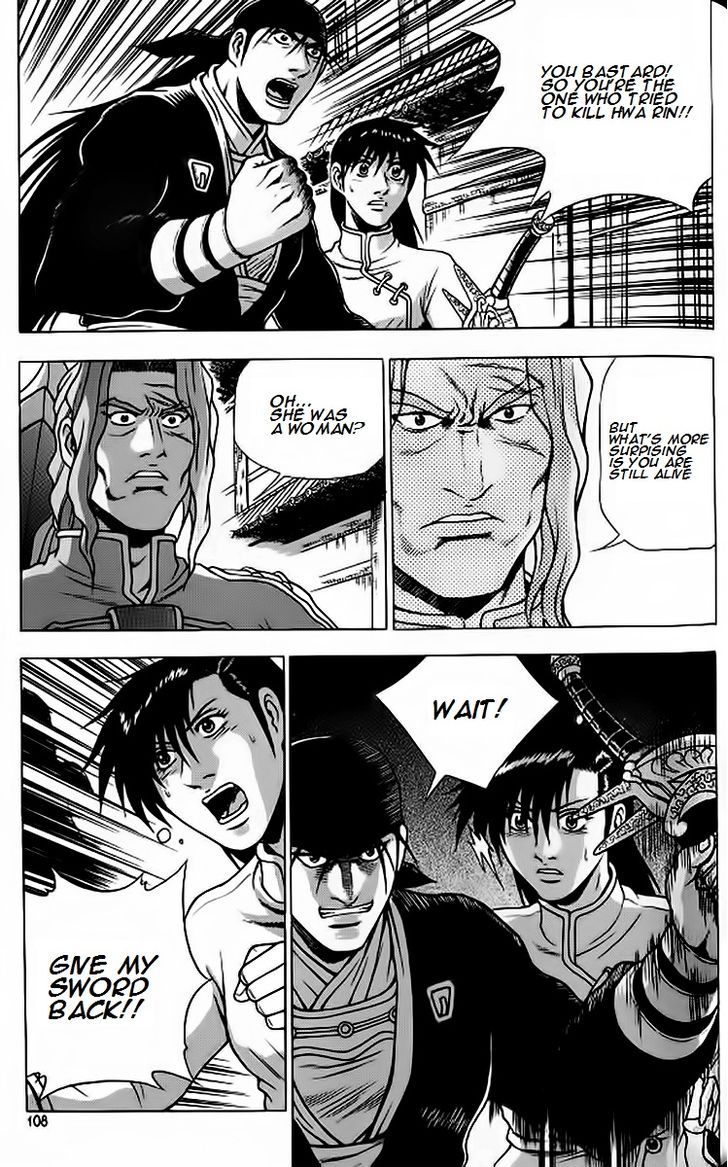 YOU BASTARD!
SO YOU'RE THE
ONE WHO TRIED
TO KILL HWA RIN!!
OH...
SHE WAS
A WOMAN?
BUT
WHAT'S MORE
SURPISING
IS YOU ARE
STILL ALIVE
WAIT!
GIVE MY
SWORD
BACK!!
108